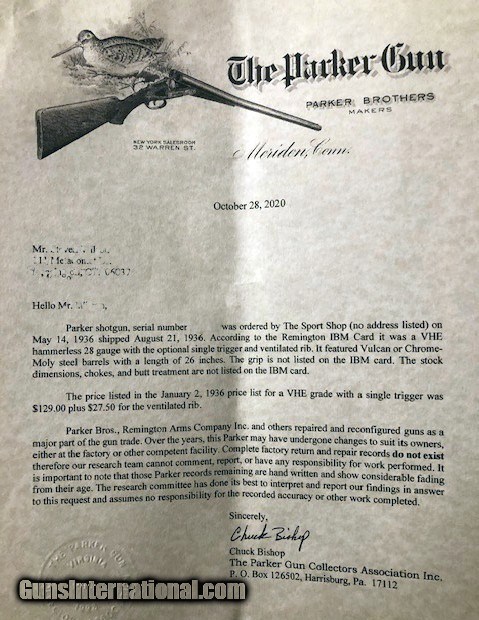 The Parker Gun
PARKER BROTHERS
MAKERS
NEW YORK SALESROOM
32 WARREN ST.
Meriden, Conn.
October 28, 2020
Mr.
Hello Mr.
Parker shotgun, serial number was ordered by The Sport Shop (no address listed) on
May 14, 1936 shipped August 21, 1936. According to the Remington IBM Card it was a VHE
hammerless 28 gauge with the optional single trigger and ventilated rib. It featured Vulcan or Chrome-
Moly steel barrels with a length of 26 inches. The grip is not listed on the IBM card. The stock
dimensions, chokes, and butt treatment are not listed on the IBM card.
The price listed in the January 2, 1936 price list for a VHE grade with a single trigger was
$129.00 plus $27.50 for the ventilated rib.
Parker Bros., Remington Arms Company Inc. and others repaired and reconfigured guns as a
major part of the gun trade. Over the years, this Parker may have undergone changes to suit its owners,
either at the factory or other competent facility. Complete factory return and repair records do not exist
therefore our research team cannot comment, report, or have any responsibility for work performed. It
is important to note that those Parker records remaining are hand written and show considerable fading
from their age. The research committee has done its best to interpret and report our findings in answer
to this request and assumes no responsibility for the recorded accuracy or other work completed.
Sincerely,
Chuck Bishop
Chuck Bishop
The Parker Gun Collectors Association Inc.
P. O. Box 126502, Harrisburg, Pa. 17112
THE PARKER GUN
GunsInternational.com